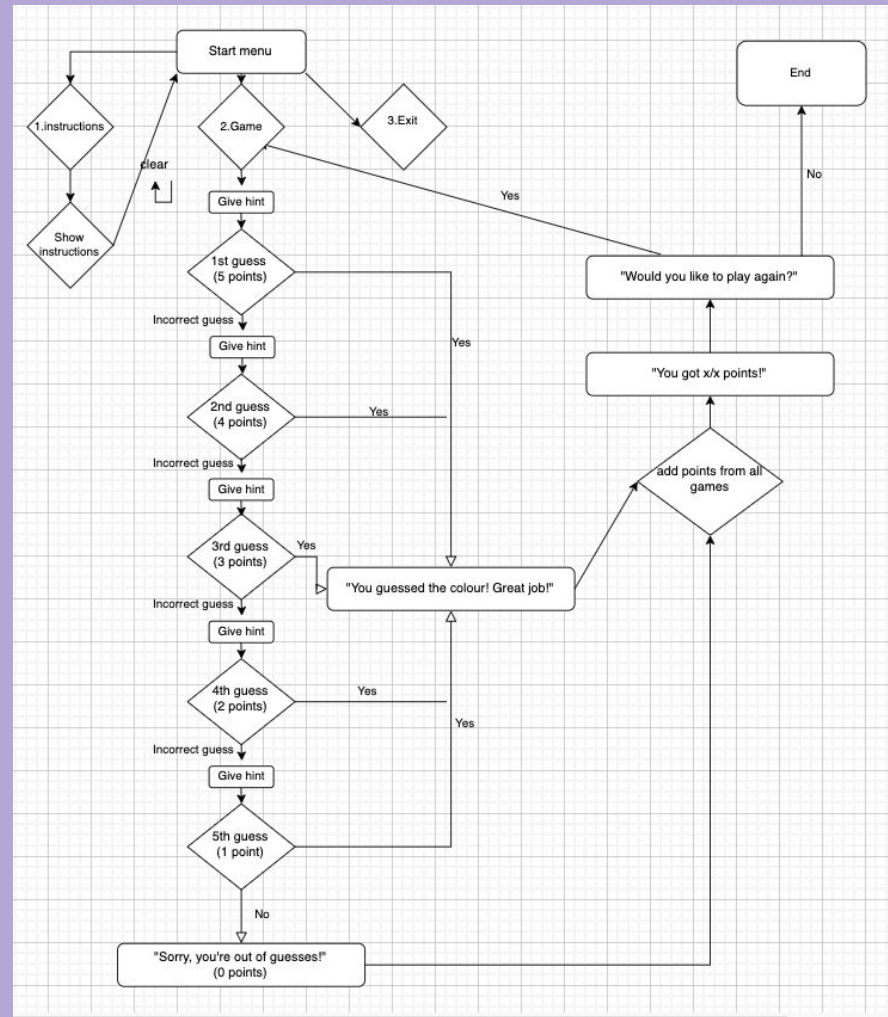 Start menu
End
1.instructions
2.Game
3.Exit
clear
No
Yes
Give hint
Show
instructions
1st guess
(5 points)
"Would you like to play again?"
Incorrect guess
Give hint
Yes
"You got x/x points!"
2nd guess
(4 points)
Yes
Incorrect guess
add points from all
games
Give hint
3rd guess
(3 points)
Yes
"You guessed the colour! Great job!"
Incorrect guess
Give hint
4th guess
(2 points)
Yes
Yes
Incorrect guess
Give hint
5th guess
(1 point)
No
"Sorry, you're out of guesses!"
(0 points)